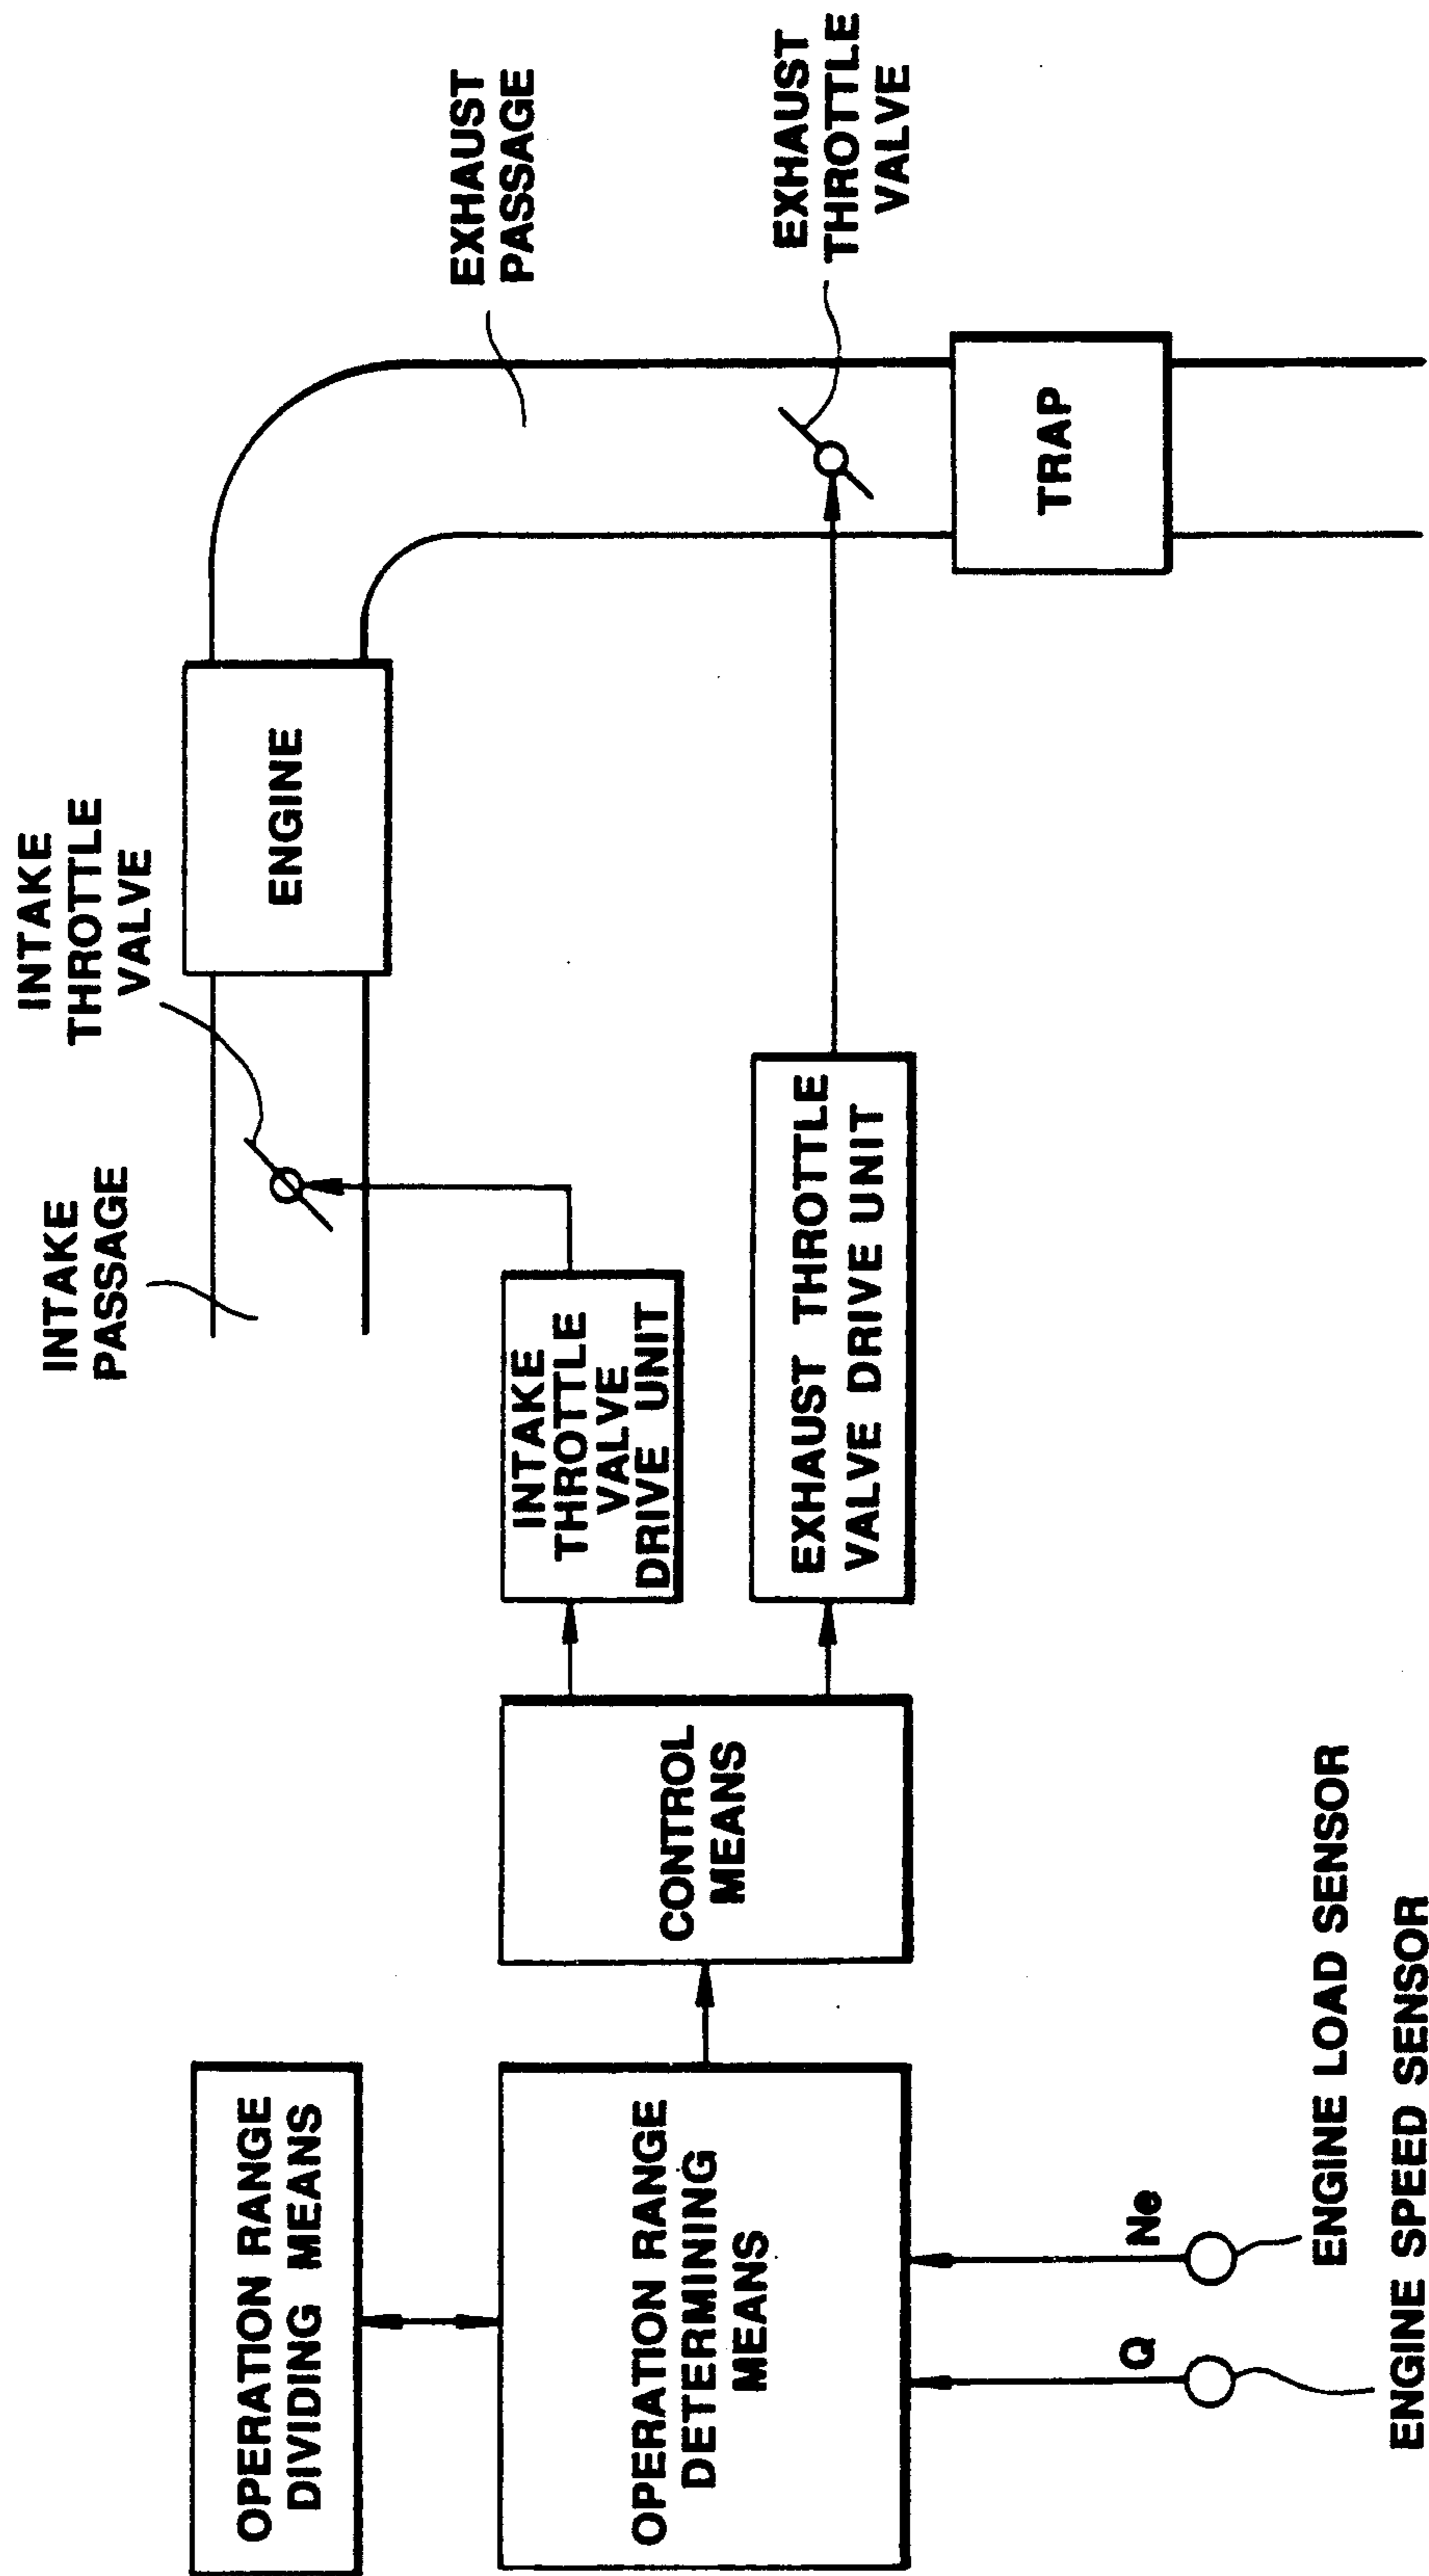 INTAKE
PASSAGE
INTAKE
THROTTLE
VALVE
ENGINE
EXHAUST
PASSAGE
EXHAUST
THROTTLE
VALVE
TRAP
OPERATION RANGE
DIVIDING MEANS
OPERATION RANGE
DETERMINING
MEANS
CONTROL
MEANS
INTAKE
THROTTLE
VALVE
DRIVE UNIT
EXHAUST THROTTLE
VALVE DRIVE UNIT
Q
Ne
ENGINE LOAD SENSOR
ENGINE SPEED SENSOR